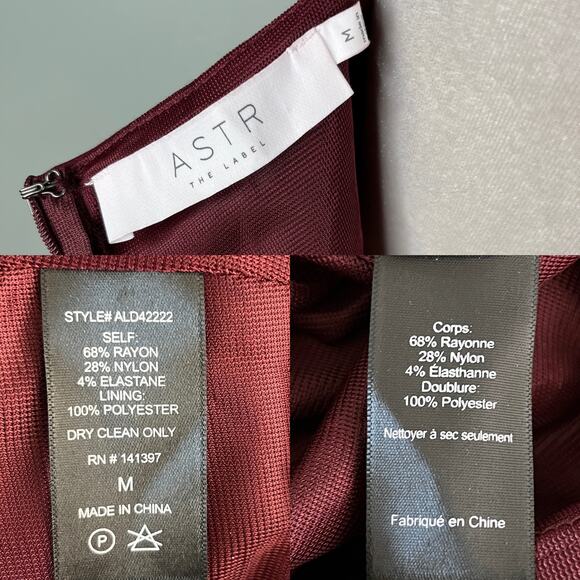 M
ASTR
THE LABEL
STYLE# ALD42222
SELF:
68% RAYON
28% NYLON
4% ELASTANE
LINING:
100% POLYESTER
DRY CLEAN ONLY
RN # 141397
M
MADE IN CHINA
P
Corps:
68% Rayonne
28% Nylon
4% Élasthanne
Doublure:
100% Polyester
Nettoyer à sec seulement
Fabriqué en Chine